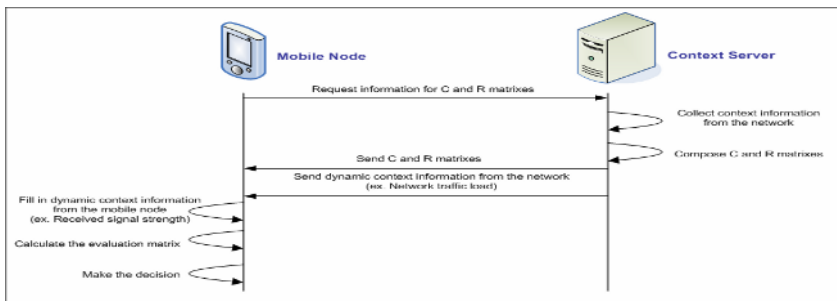 Mobile Node
Context Server
Request information for C and R matrixes
Collect context information
from the network
Compose C and R matrixes
Send C and R matrixes
Send dynamic context information from the network
(ex. Network traffic load)
Fill in dynamic context information
from the mobile node
(ex. Received signal strength)
Calculate the evaluation matrix
Make the decision